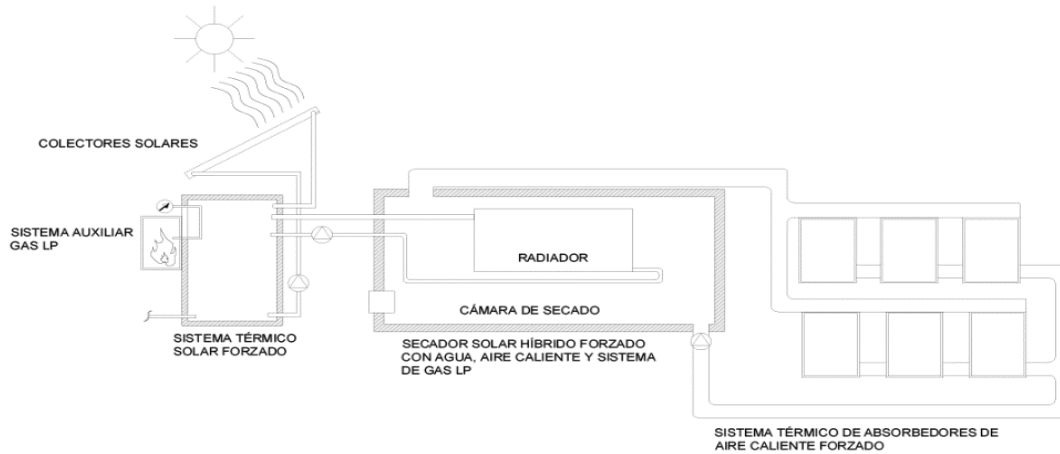 COLECTORES SOLARES
SISTEMA AUXILIAR
GAS LP
RADIADOR
CÁMARA DE SECADO
SISTEMA TÉRMICO
SOLAR FORZADO
SECADOR SOLAR HÍBRIDO FORZADO
CON AGUA, AIRE CALIENTE Y SISTEMA
DE GAS LP
SISTEMA TÉRMICO DE ABSORBEDORES DE
AIRE CALIENTE FORZADO